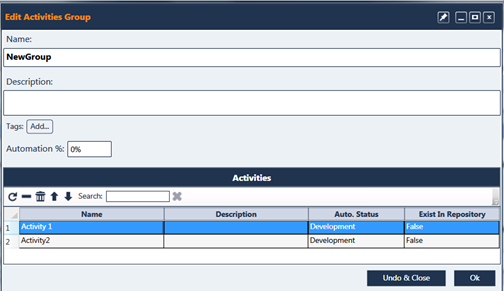 Edit Activities Group
Name:
NewGroup
Description:
Tags: Add...
Automation %: 0%
Activities
Search:
Name Description Auto. Status Exist In Repository
1 Activity 1 Development False
2 Activity2 Development False
Undo & Close Ok